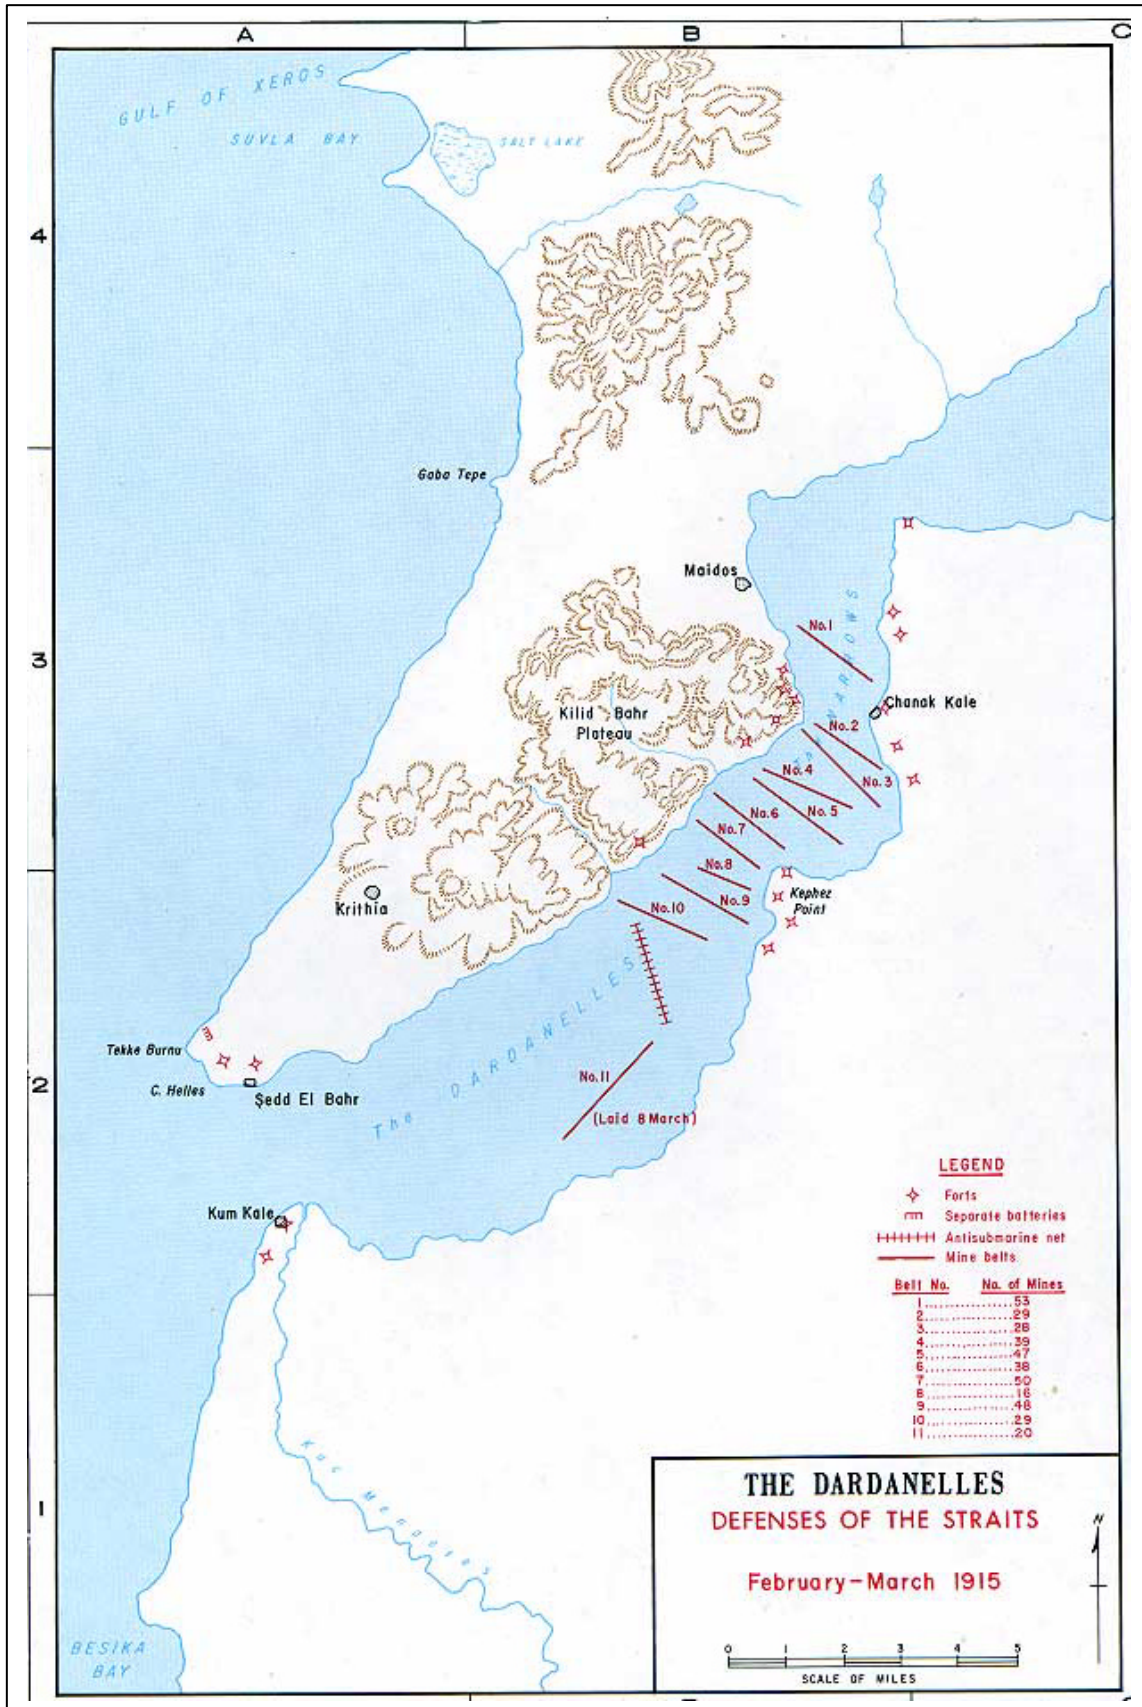 A B C
GULF OF XEROS
SUVLA BAY
SALT LAKE
4
Gaba Tepe
Maidos
No.1
NARROWS
3
Chanak Kale
Kilid Bahr
Plateau
No.2
No.3
No.4
No.5
No.6
No.7
No.8
No.9
No.10
Kephez
Point
Krithia
The DARDANELLES
Tekke Burnu
C. Helles
Şedd El Bahr
2
No.11
(Laid 8 March)
Kum Kale
LEGEND
Forts
Separate batteries
Antisubmarine net
Mine belts
Belt No. No. of Mines
1.................53
2.................29
3.................28
4.................39
5.................47
6.................38
7.................50
8.................16
9.................48
10................29
11................20
1
THE DARDANELLES
DEFENSES OF THE STRAITS
February-March 1915
N
0 1 2 3 4 5
SCALE OF MILES
BESIKA
BAY